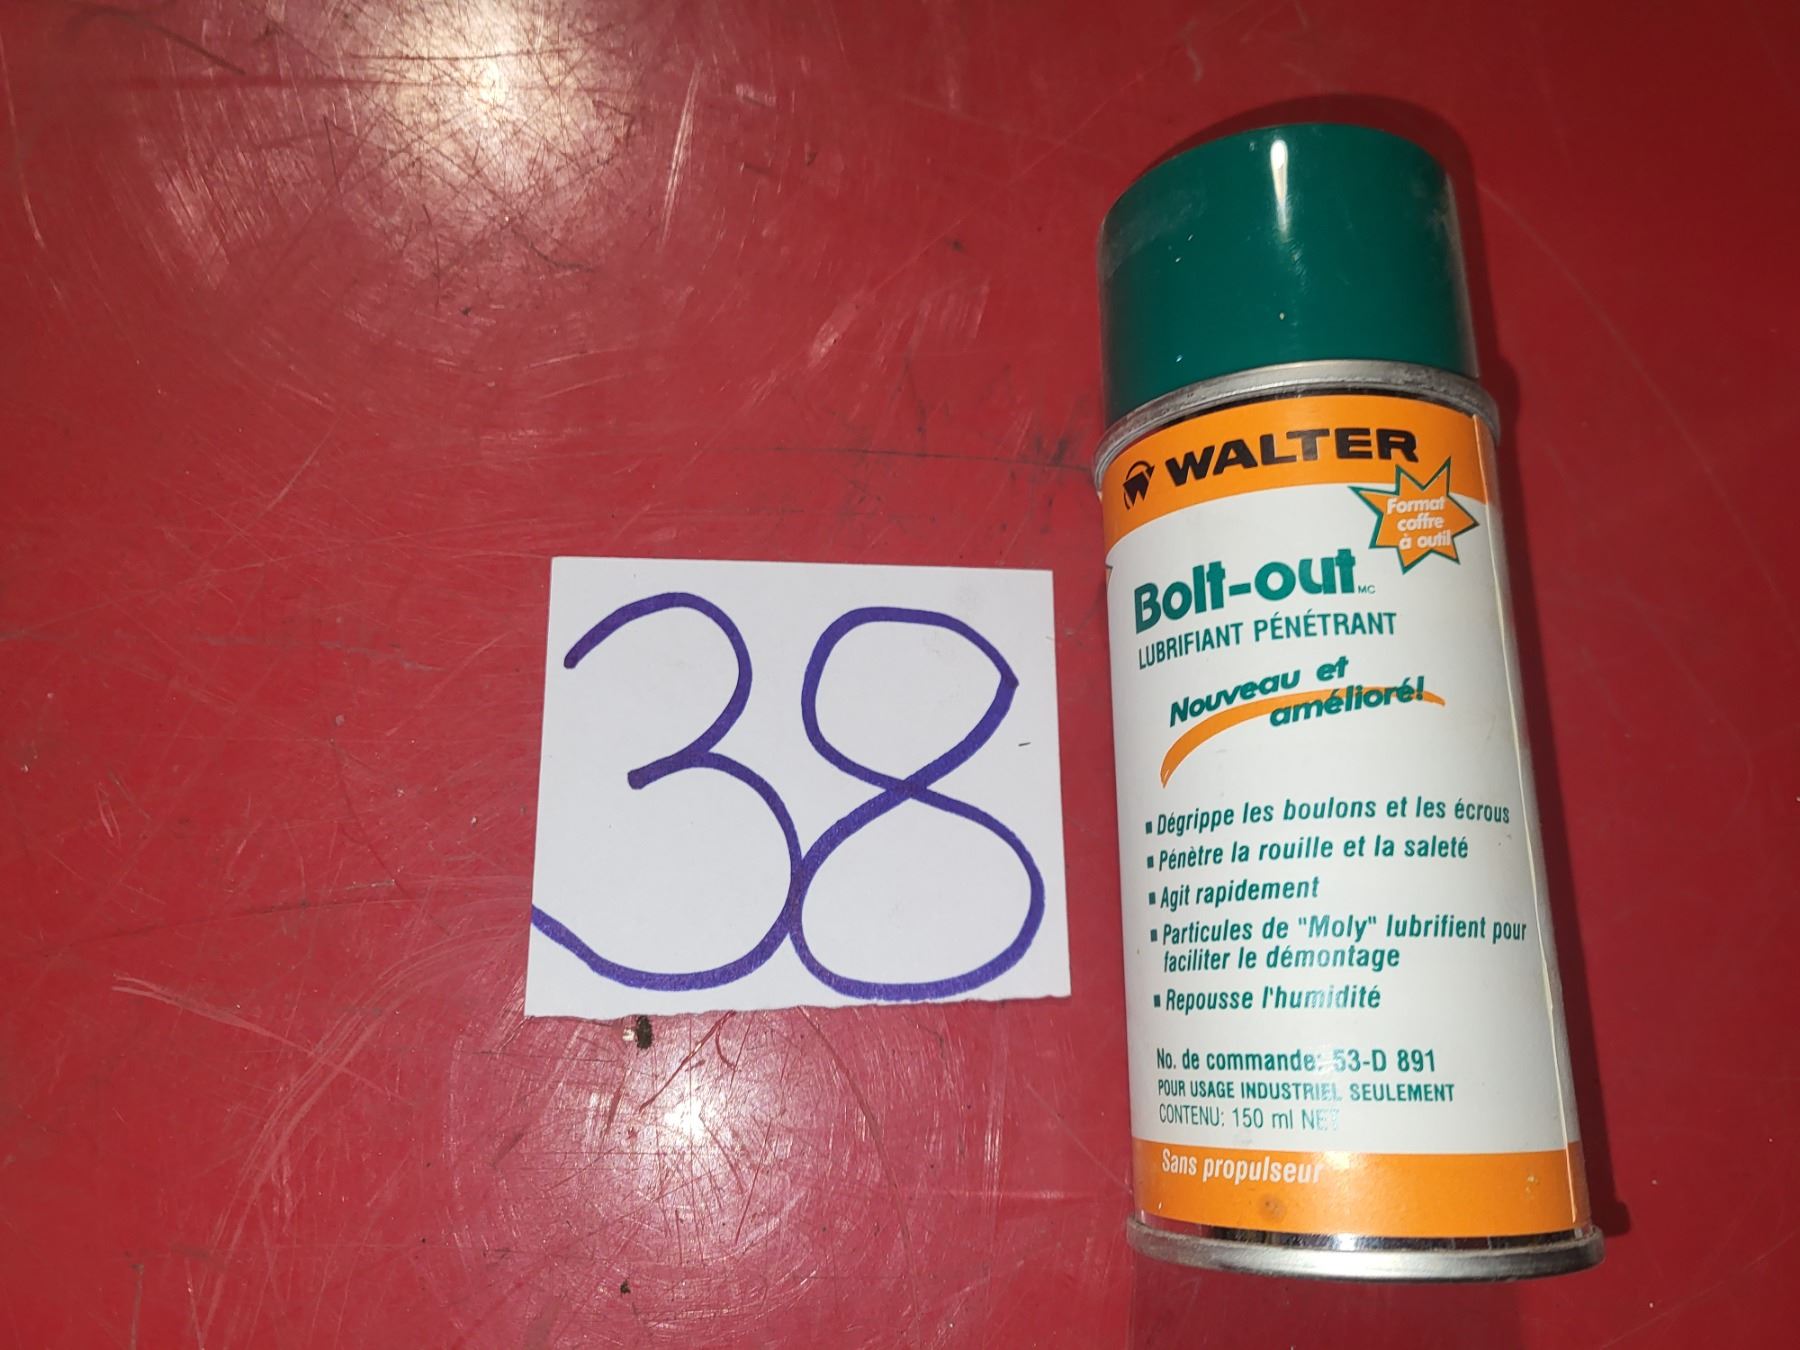 38
WALTER
Format
coffre
à outil
Bolt-out MC
LUBRIFIANT PÉNÉTRANT
Nouveau et
amélioré!
▪ Dégrippe les boulons et les écrous
▪ Pénètre la rouille et la saleté
▪ Agit rapidement
▪ Particules de "Moly" lubrifient pour
faciliter le démontage
▪ Repousse l'humidité
No. de commande: 53-D 891
POUR USAGE INDUSTRIEL SEULEMENT
CONTENU: 150 ml NET
Sans propulseur